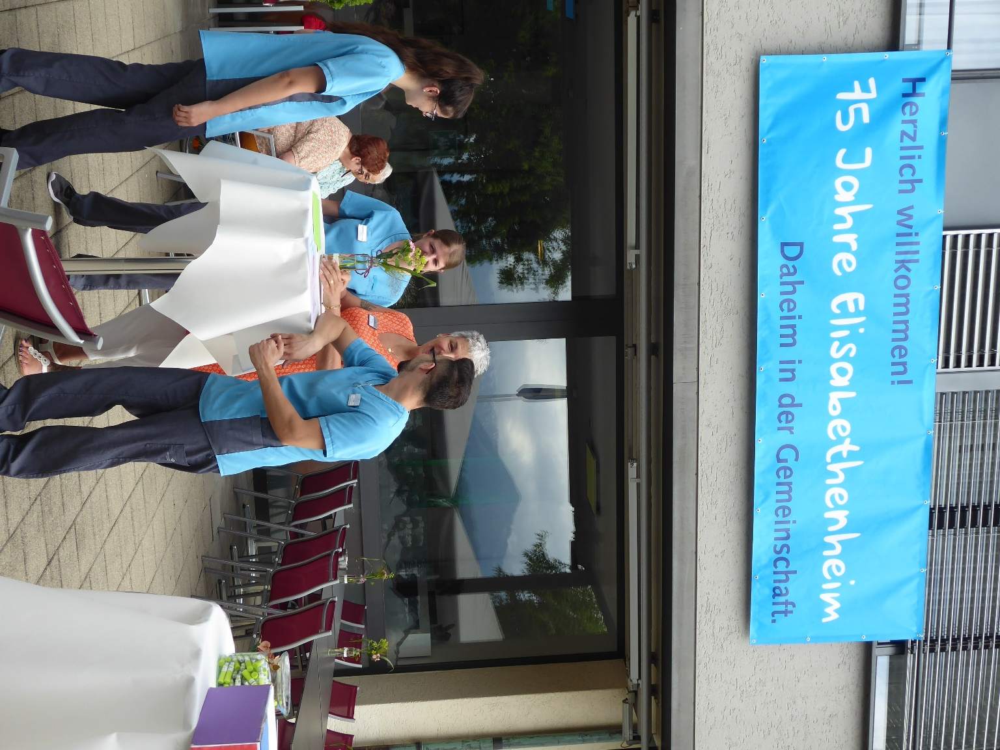 Herzlich willkommen!
75 Jahre Elisabethenheim
Daheim in der Gemeinschaft.